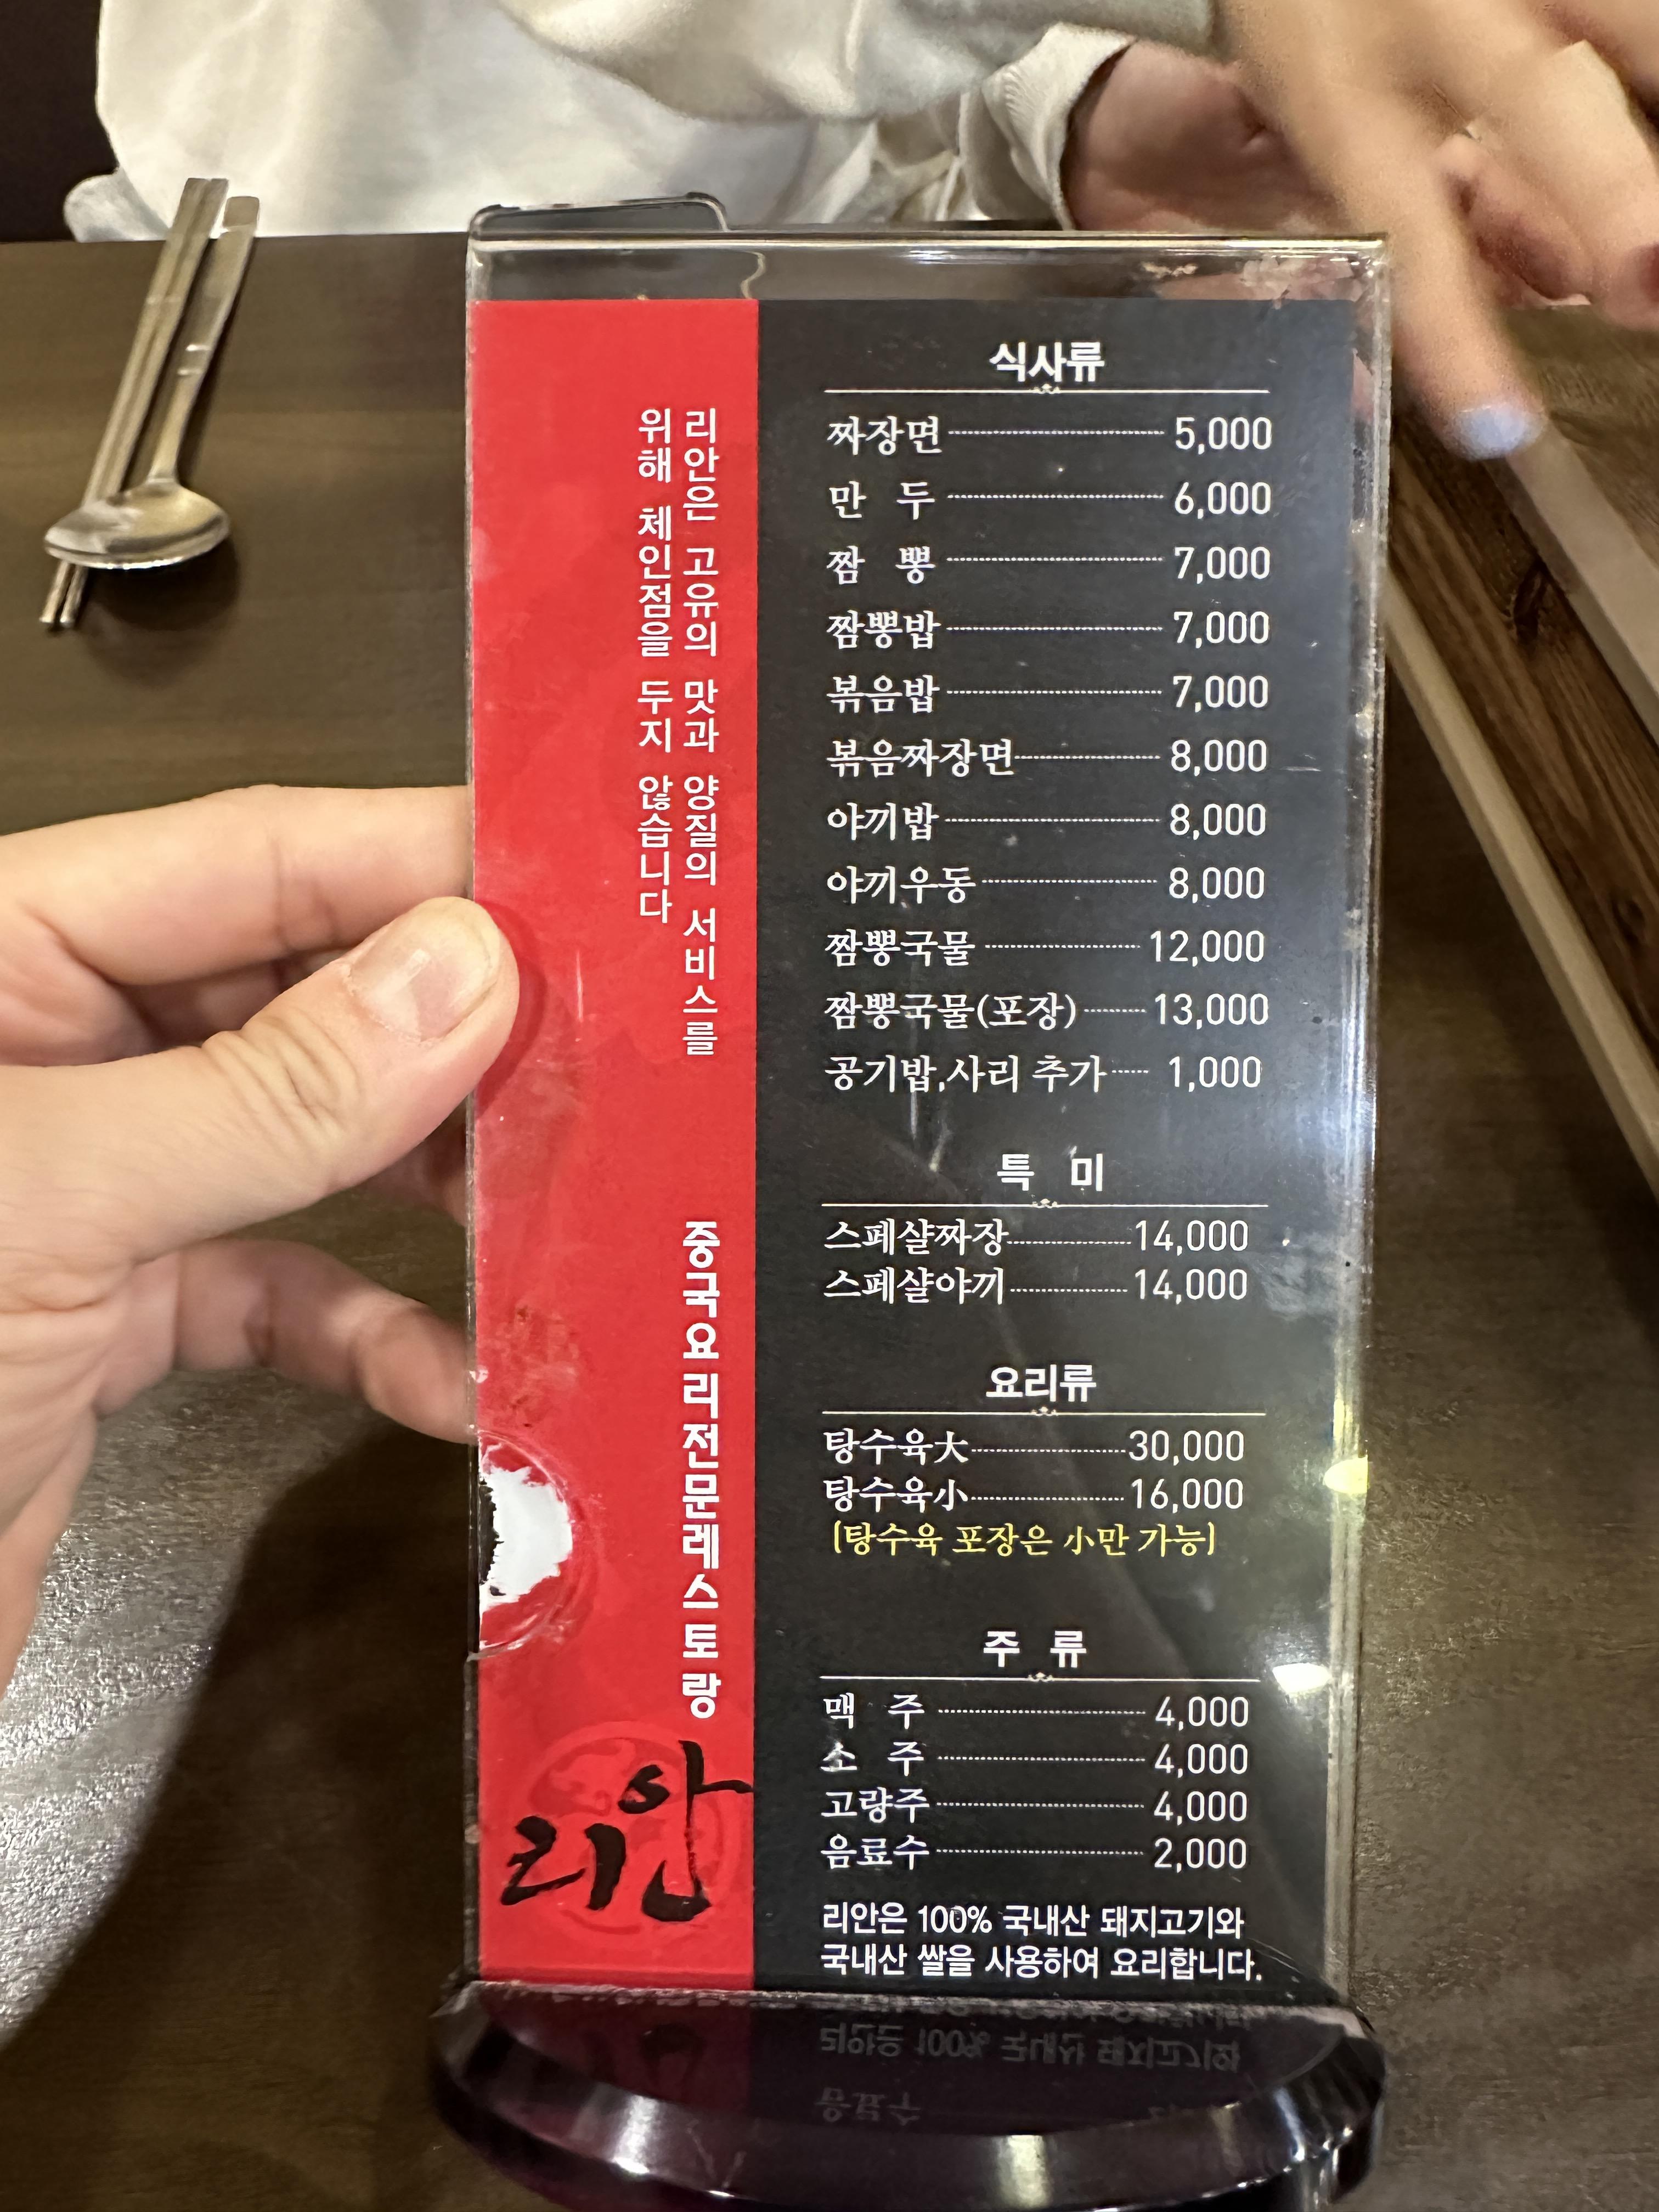 리안은 고유의 맛과 양질의 서비스를
위해 체인점을 두지 않습니다
중국요리전문레스토랑
리안
식사류
짜장면 5,000
만 두 6,000
짬 뽕 7,000
짬뽕밥 7,000
볶음밥 7,000
볶음짜장면 8,000
야끼밥 8,000
야끼우동 8,000
짬뽕국물 12,000
짬뽕국물(포장) 13,000
공기밥,사리 추가 1,000
특 미
스페샬짜장 14,000
스페샬야끼 14,000
요리류
탕수육大 30,000
탕수육小 16,000
(탕수육 포장은 小만 가능)
주 류
맥 주 4,000
소 주 4,000
고량주 4,000
음료수 2,000
리안은 100% 국내산 돼지고기와
국내산 쌀을 사용하여 요리합니다.